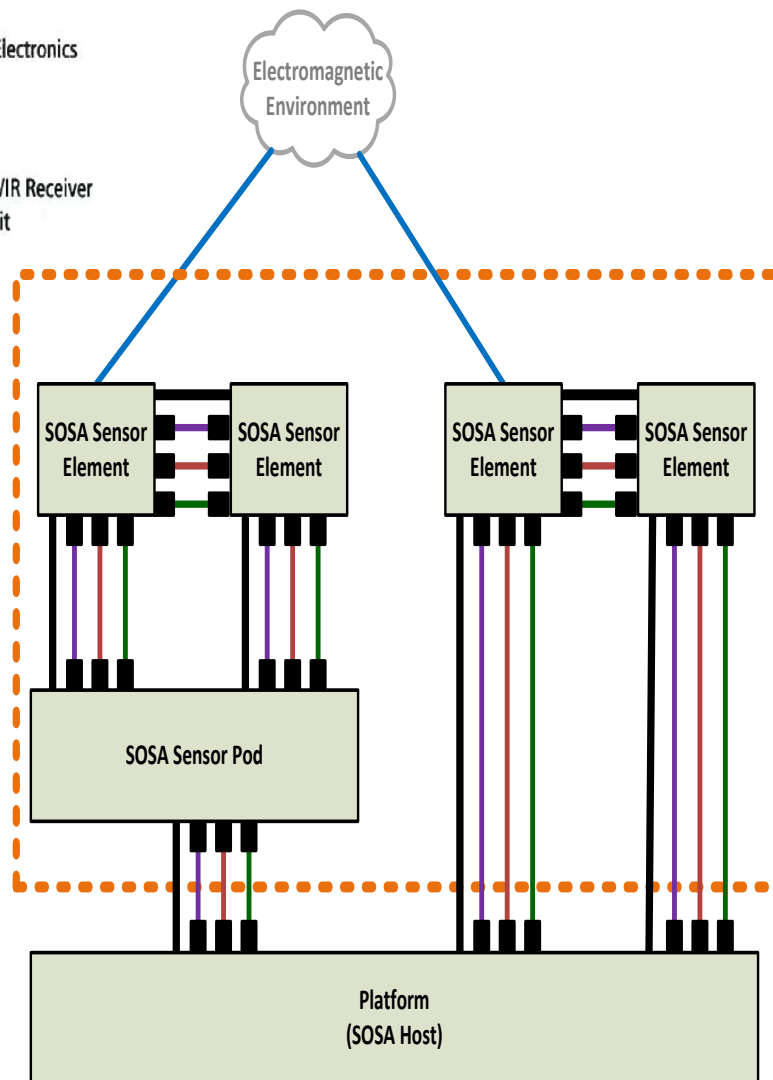 Electronics
/IR Receiver
it
Electromagnetic
Environment
SOSA Sensor
Element
SOSA Sensor
Element
SOSA Sensor
Element
SOSA Sensor
Element
SOSA Sensor Pod
Platform
(SOSA Host)